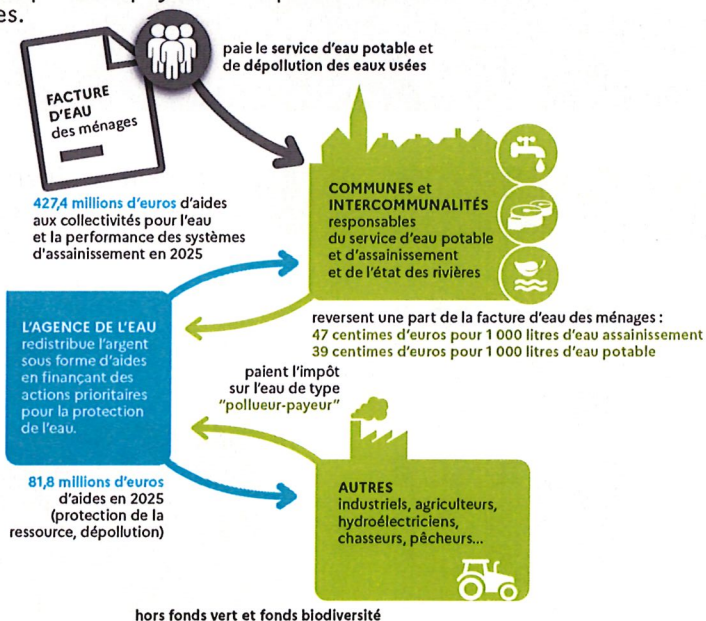 es.
paie le service d'eau potable et
de dépollution des eaux usées
FACTURE
D'EAU
des ménages
427,4 millions d'euros d'aides
aux collectivités pour l'eau
et la performance des systèmes
d'assainissement en 2025
COMMUNES et
INTERCOMMUNALITÉS
responsables
du service d'eau potable
et d'assainissement
et de l'état des rivières
L'AGENCE DE L'EAU
redistribue l'argent
sous forme d'aides
en finançant des
actions prioritaires
pour la protection
de l'eau.
reversent une part de la facture d'eau des ménages :
47 centimes d'euros pour 1 000 litres d'eau assainissement
39 centimes d'euros pour 1 000 litres d'eau potable
paient l'impôt
sur l'eau de type
"pollueur-payeur"
81,8 millions d'euros
d'aides en 2025
(protection de la
ressource, dépollution)
AUTRES
industriels, agriculteurs,
hydroélectriciens,
chasseurs, pêcheurs...
hors fonds vert et fonds biodiversité